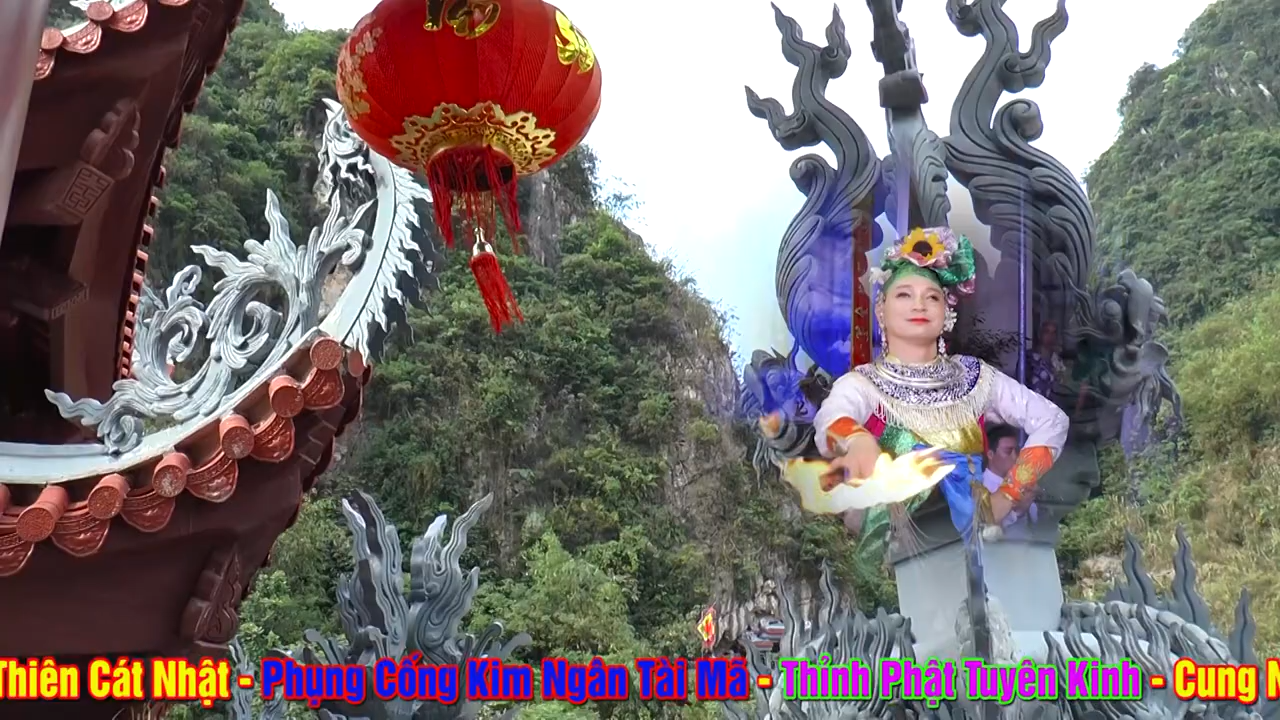 Thiên Cát Nhật - Phụng Cống Kim Ngân Tài Mã - Thỉnh Phật Tuyên Kinh - Cung